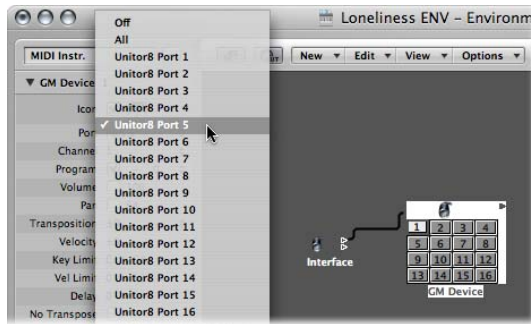 Loneliness ENV – Environm
MIDI Instr.
New Edit View Options
Off
All
Unitor8 Port 1
Unitor8 Port 2
Unitor8 Port 3
Unitor8 Port 4
✓ Unitor8 Port 5
Unitor8 Port 6
Unitor8 Port 7
Unitor8 Port 8
Unitor8 Port 9
Unitor8 Port 10
Unitor8 Port 11
Unitor8 Port 12
Unitor8 Port 13
Unitor8 Port 14
Unitor8 Port 15
Unitor8 Port 16
GM Device
Icon
Por
Channe
Program
Volume
Pan
Transposition
Velocity
Key Limi
Vel Limi
Delay
No Transpose
Interface
1 2 3 4
5 6 7 8
9 10 11 12
13 14 15 16
GM Device